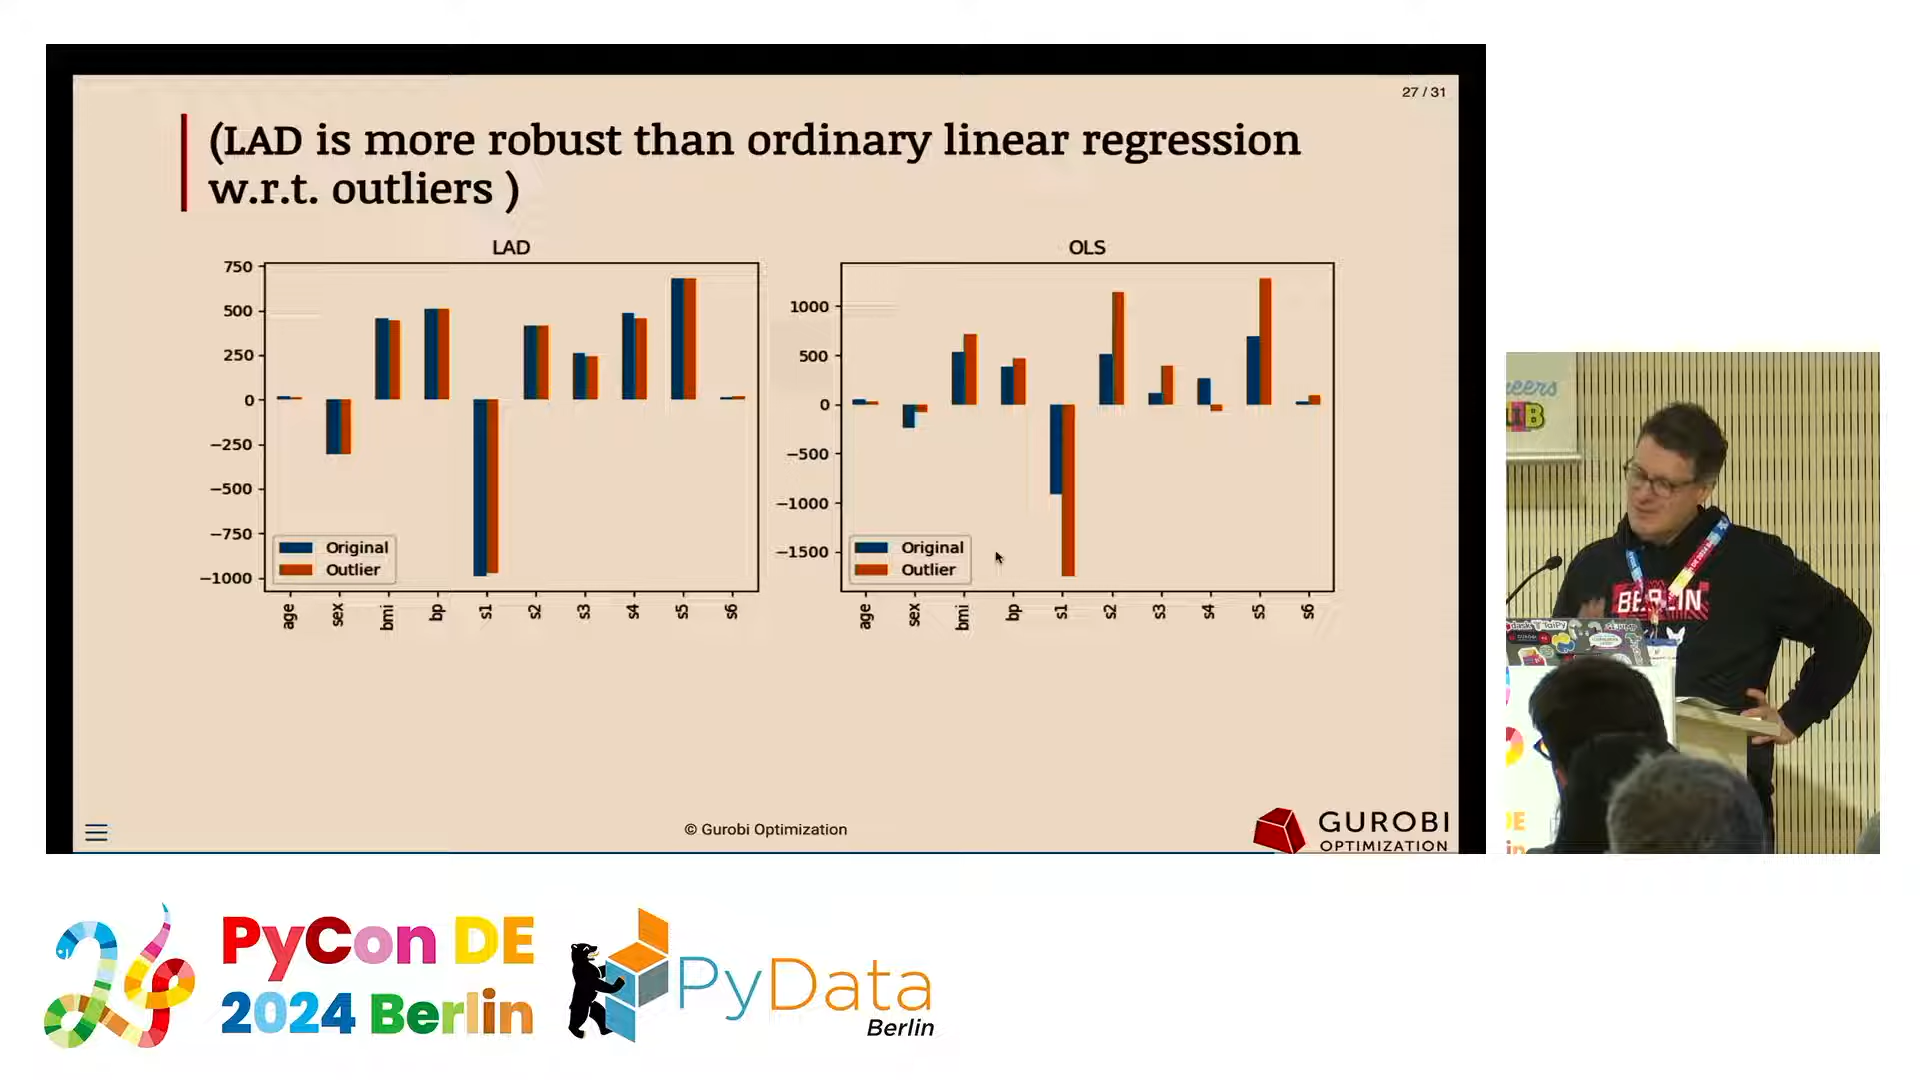 27 / 31
(LAD is more robust than ordinary linear regression
w.r.t. outliers )
LAD
750
500
250
0
−250
−500
−750
−1000
Original
Outlier
age
sex
bmi
bp
s1
s2
s3
s4
s5
s6
OLS
1000
500
0
−500
−1000
−1500
Original
Outlier
age
sex
bmi
bp
s1
s2
s3
s4
s5
s6
© Gurobi Optimization
GUROBI
OPTIMIZATION
BERLIN
PyCon DE
2024 Berlin
PyData
Berlin